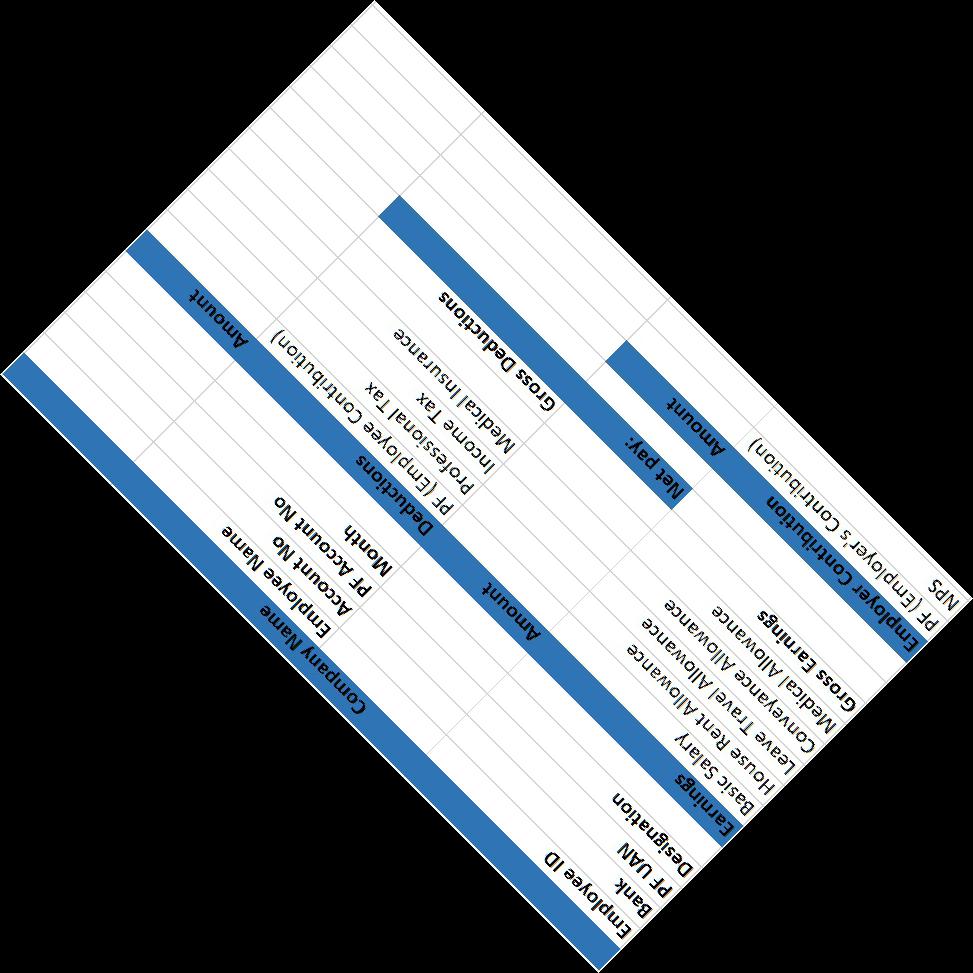 Company Name
Employee ID Employee Name
Bank Account No
PF UAN PF Account No
Designation Month
Earnings Amount Deductions Amount
Basic Salary PF (Employee Contribution)
House Rent Allowance Professional Tax
Leave Travel Allowance Income Tax
Conveyance Allowance Medical Insurance
Medical Allowance
Gross Earnings Gross Deductions
Net pay:
Employer Contribution Amount
PF (Employer's Contribution)
NPS